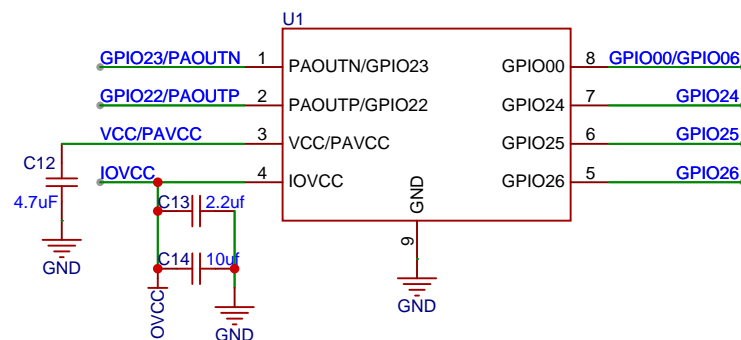 U1
GPIO23/PAOUTN 1 PAOUTN/GPIO23 GPIO00 8 GPIO00/GPIO06
GPIO22/PAOUTP 2 PAOUTP/GPIO22 GPIO24 7 GPIO24
VCC/PAVCC 3 VCC/PAVCC GPIO25 6 GPIO25
C12
IOVCC 4 IOVCC GPIO26 5 GPIO26
4.7uF
C13 2.2uf
GND
9
C14 10uf
GND
OVCC
GND
GND